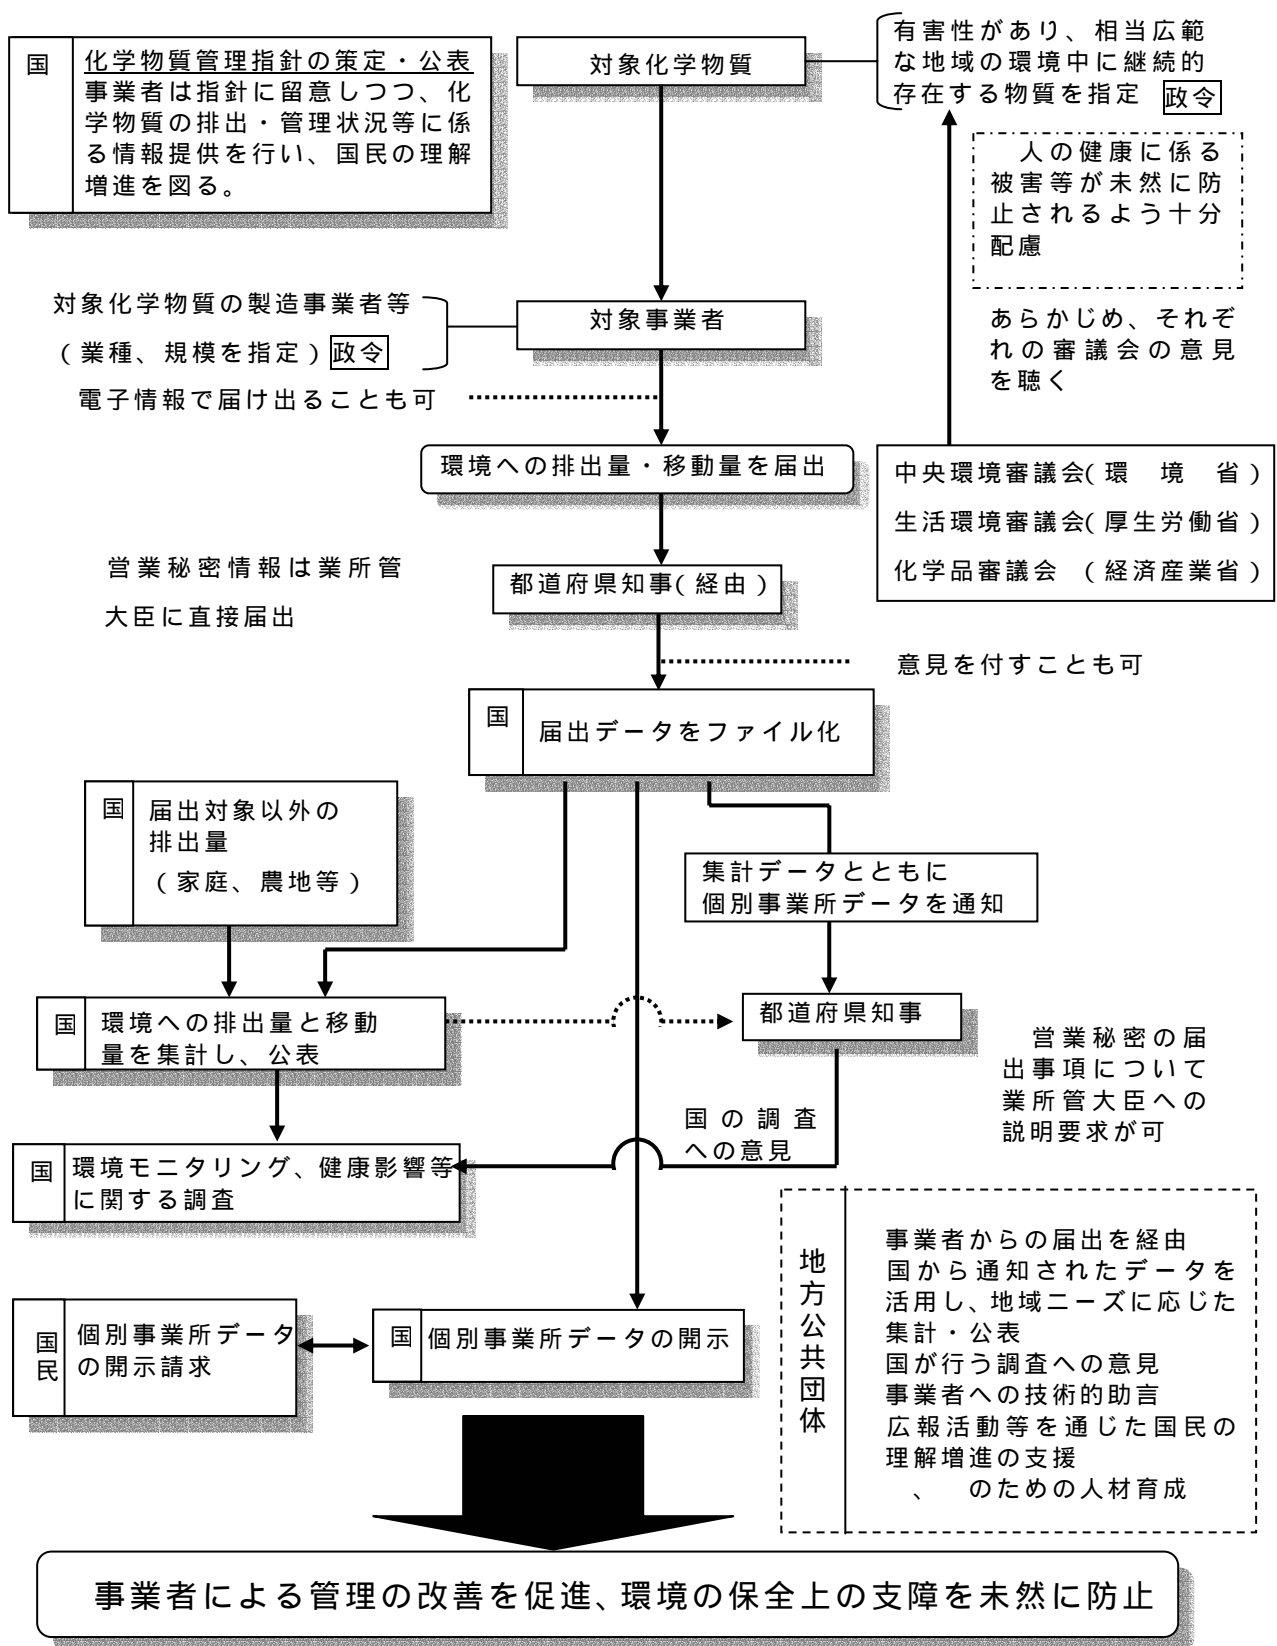 国
化学物質管理指針の策定・公表
事業者は指針に留意しつつ、化
学物質の排出・管理状況等に係
る情報提供を行い、国民の理解
増進を図る。
対象化学物質
有害性があり、相当広範
な地域の環境中に継続的
存在する物質を指定 政令
人の健康に係る
被害等が未然に防
止されるよう十分
配慮
対象化学物質の製造事業者等
(業種、規模を指定)政令
対象事業者
あらかじめ、それぞ
れの審議会の意見
を聴く
電子情報で届け出ることも可
環境への排出量・移動量を届出
中央環境審議会(環 境 省)
生活環境審議会(厚生労働省)
化学品審議会 (経済産業省)
営業秘密情報は業所管
大臣に直接届出
都道府県知事(経由)
意見を付すことも可
国
届出データをファイル化
国
届出対象以外の
排出量
(家庭、農地等)
集計データとともに
個別事業所データを通知
国
環境への排出量と移動
量を集計し、公表
都道府県知事
営業秘密の届
出事項について
業所管大臣への
説明要求が可
国の調査
への意見
国
環境モニタリング、健康影響等
に関する調査
地方公共団体
事業者からの届出を経由
国から通知されたデータを
活用し、地域ニーズに応じた
集計・公表
国が行う調査への意見
事業者への技術的助言
広報活動等を通じた国民の
理解増進の支援
、 のための人材育成
国民
個別事業所データ
の開示請求
国
個別事業所データの開示
事業者による管理の改善を促進、環境の保全上の支障を未然に防止